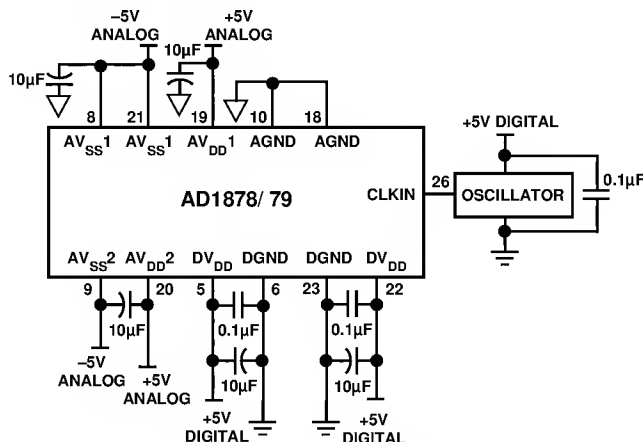 –5V
ANALOG
+5V
ANALOG
10µF
10µF
8
21
19
10
18
AV_SS1
AV_SS1
AV_DD1
AGND
AGND
+5V DIGITAL
26
CLKIN
OSCILLATOR
0.1µF
AD1878/ 79
AV_SS2
AV_DD2
DV_DD
DGND
DGND
DV_DD
9
20
5
6
23
22
10µF
0.1µF
0.1µF
10µF
10µF
–5V
ANALOG
+5V
ANALOG
+5V
DIGITAL
+5V
DIGITAL